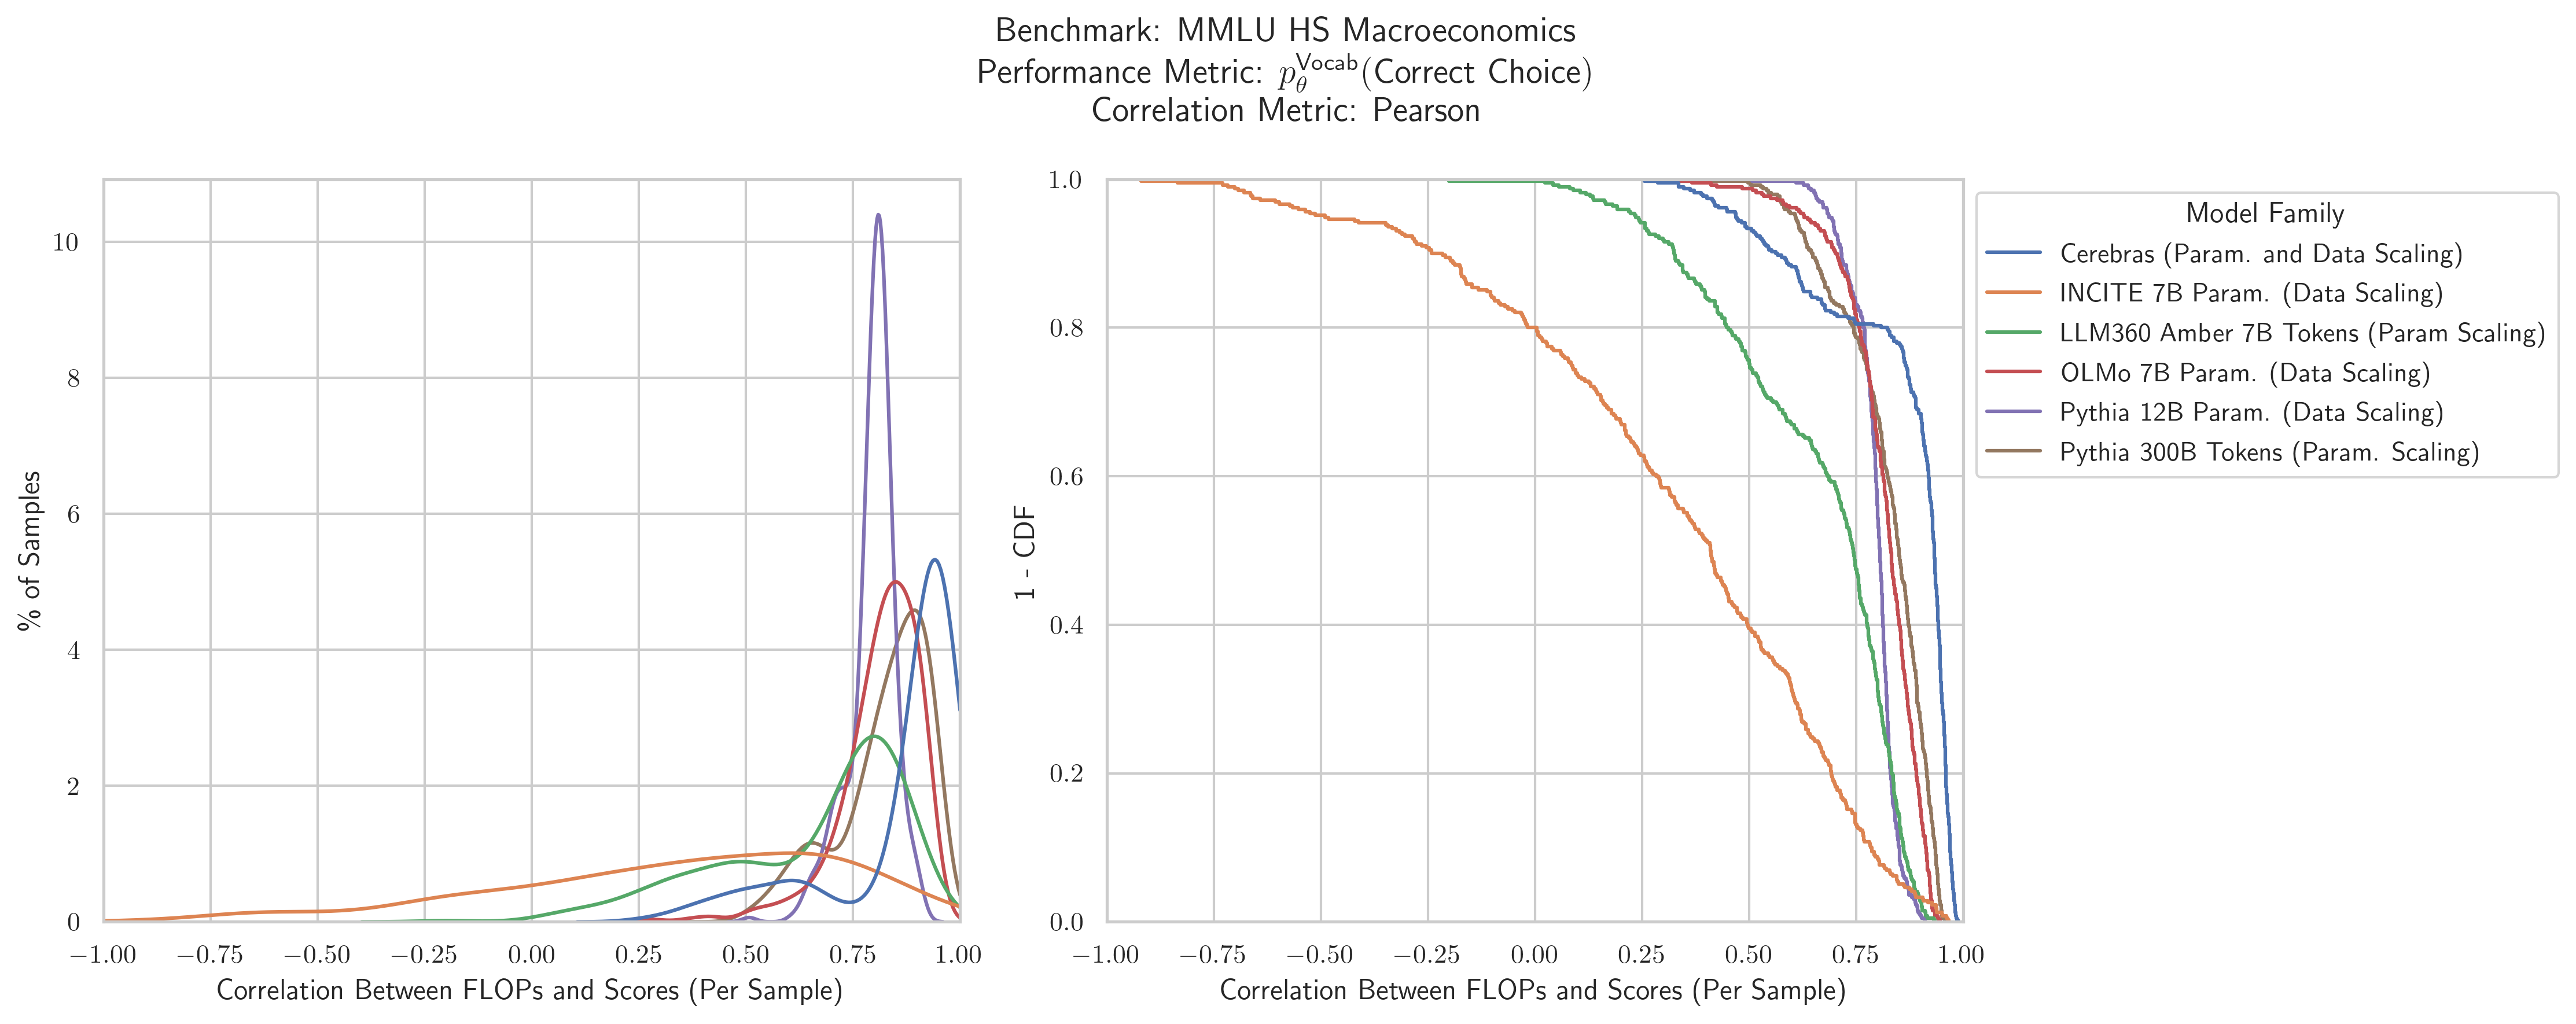 Benchmark: MMLU HS Macroeconomics
Performance Metric: p_θ^Vocab(Correct Choice)
Correlation Metric: Pearson
% of Samples
10
8
6
4
2
0
−1.00 −0.75 −0.50 −0.25 0.00 0.25 0.50 0.75 1.00
Correlation Between FLOPs and Scores (Per Sample)
1 - CDF
1.0
0.8
0.6
0.4
0.2
0.0
−1.00 −0.75 −0.50 −0.25 0.00 0.25 0.50 0.75 1.00
Correlation Between FLOPs and Scores (Per Sample)
Model Family
Cerebras (Param. and Data Scaling)
INCITE 7B Param. (Data Scaling)
LLM360 Amber 7B Tokens (Param Scaling)
OLMo 7B Param. (Data Scaling)
Pythia 12B Param. (Data Scaling)
Pythia 300B Tokens (Param. Scaling)